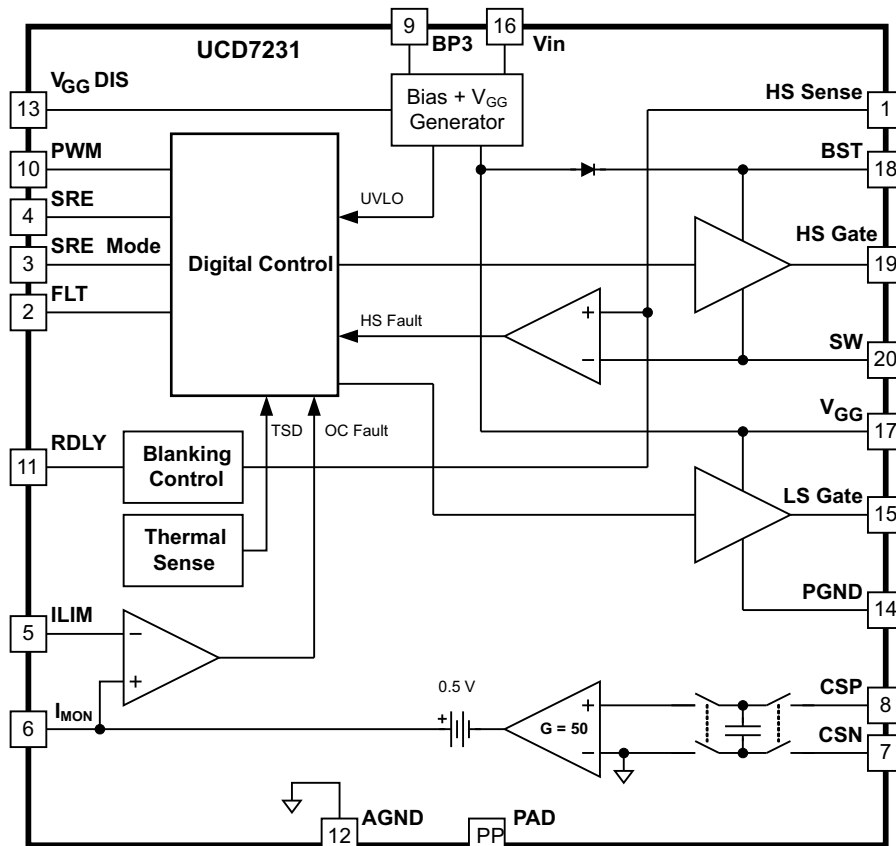 9
BP3
16
Vin
UCD7231
VGG DIS
13
Bias + VGG
Generator
HS Sense
1
PWM
10
BST
18
SRE
4
UVLO
SRE Mode
3
Digital Control
HS Gate
19
FLT
2
HS Fault
+
−
SW
20
TSD
OC Fault
VGG
17
RDLY
11
Blanking
Control
LS Gate
15
Thermal
Sense
PGND
14
ILIM
5
−
+
IMON
6
0.5 V
+
+
G = 50
−
CSP
8
CSN
7
AGND
12
PAD
PP